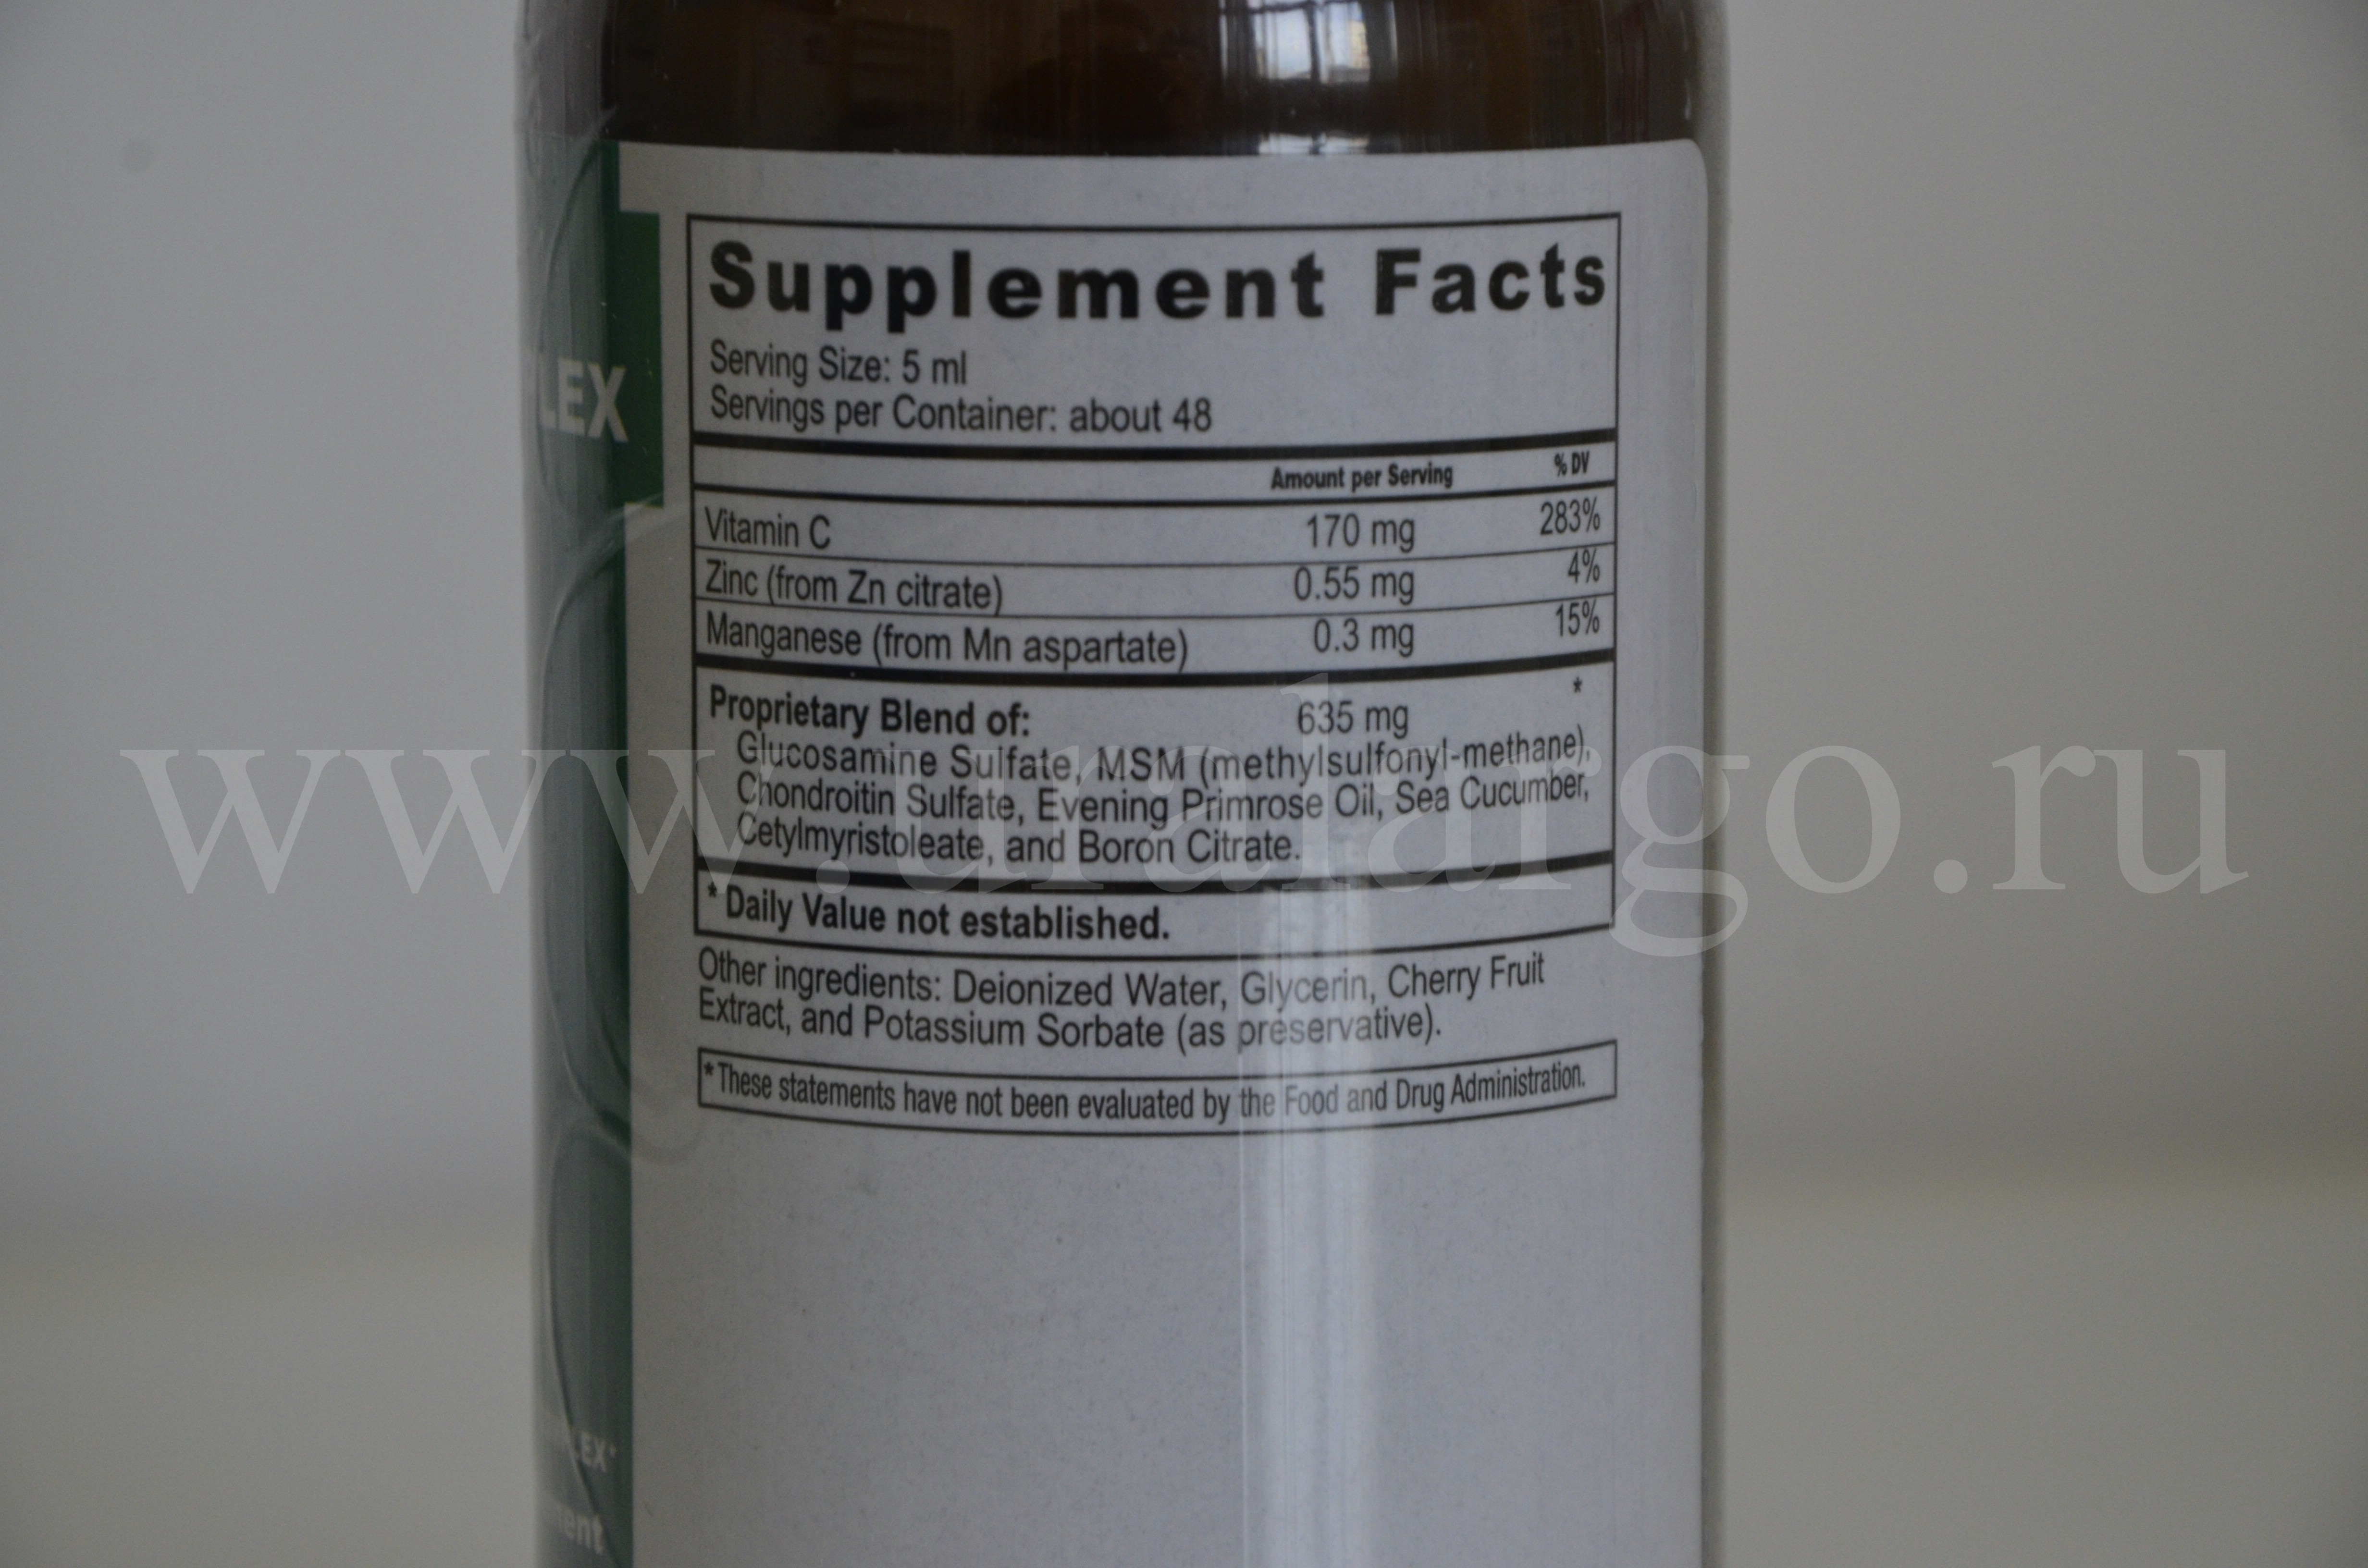 Supplement Facts
Serving Size: 5 ml
Servings per Container: about 48
Amount per Serving % DV
Vitamin C 170 mg 283%
Zinc (from Zn citrate) 0.55 mg 4%
Manganese (from Mn aspartate) 0.3 mg 15%
Proprietary Blend of: 635 mg *
Glucosamine Sulfate, MSM (methylsulfonyl-methane),
Chondroitin Sulfate, Evening Primrose Oil, Sea Cucumber,
Cetylmyristoleate, and Boron Citrate.
* Daily Value not established.
Other ingredients: Deionized Water, Glycerin, Cherry Fruit
Extract, and Potassium Sorbate (as preservative).
*These statements have not been evaluated by the Food and Drug Administration.
LEX
www.uralargo.ru